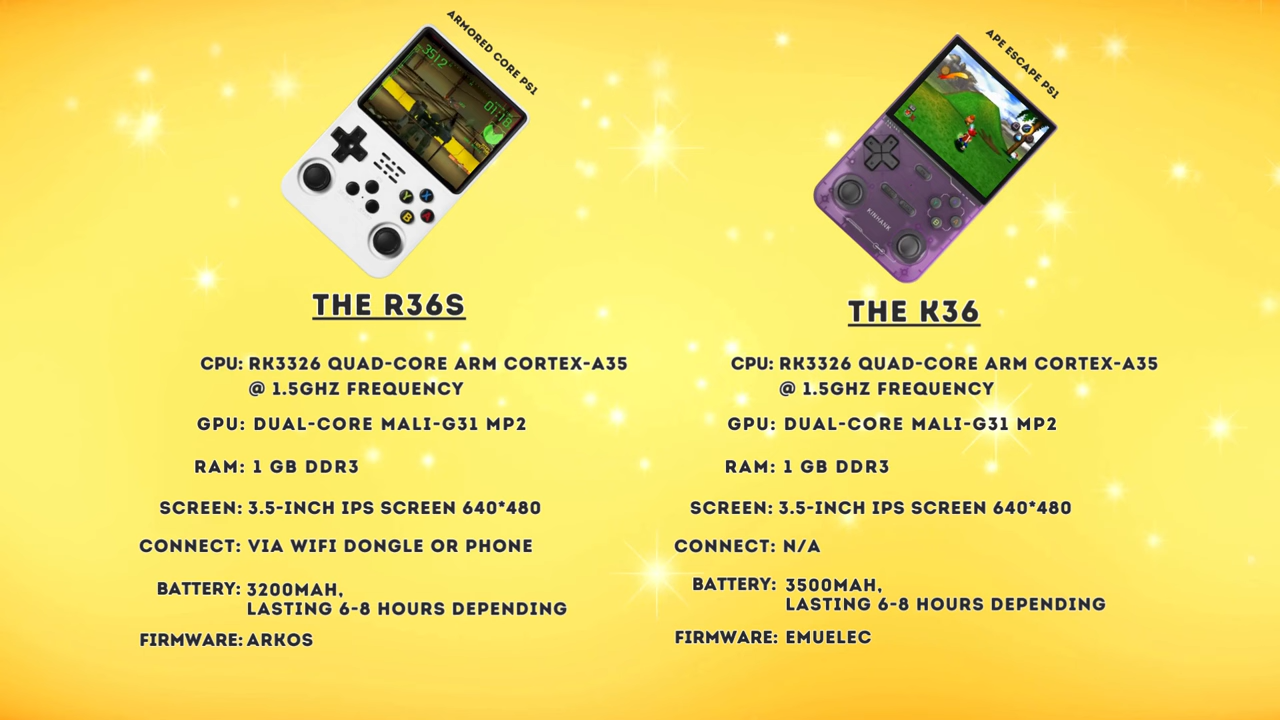 ARMORED CORE PS1
3512
01:18
Y
X
B
A
THE R36S
CPU: RK3326 QUAD-CORE ARM CORTEX-A35
@ 1.5GHZ FREQUENCY
GPU: DUAL-CORE MALI-G31 MP2
RAM: 1 GB DDR3
SCREEN: 3.5-INCH IPS SCREEN 640*480
CONNECT: VIA WIFI DONGLE OR PHONE
BATTERY: 3200MAH,
LASTING 6-8 HOURS DEPENDING
FIRMWARE: ARKOS
APE ESCAPE PS1
KINHANK
THE K36
CPU: RK3326 QUAD-CORE ARM CORTEX-A35
@ 1.5GHZ FREQUENCY
GPU: DUAL-CORE MALI-G31 MP2
RAM: 1 GB DDR3
SCREEN: 3.5-INCH IPS SCREEN 640*480
CONNECT: N/A
BATTERY: 3500MAH,
LASTING 6-8 HOURS DEPENDING
FIRMWARE: EMUELEC